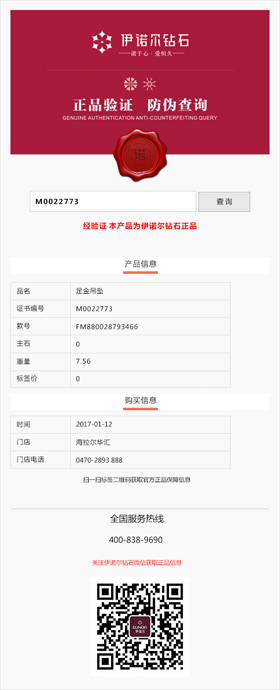 伊诺尔钻石
诺于心·爱恒久
正品验证 防伪查询
GENUINE AUTHENTICATION ANTI-COUNTERFEITING QUERY
诺
M0022773 查询
经验证 本产品为伊诺尔钻石正品
产品信息
品名 足金吊坠
证书编号 M0022773
款号 FM880028793466
主石 0
重量 7.56
标签价 0
购买信息
时间 2017-01-12
门店 海拉尔华汇
门店电话 0470-2893 888
扫一扫标签二维码获取官方正品保障信息
全国服务热线
400-838-9690
关注伊诺尔钻石微信获取正品信息